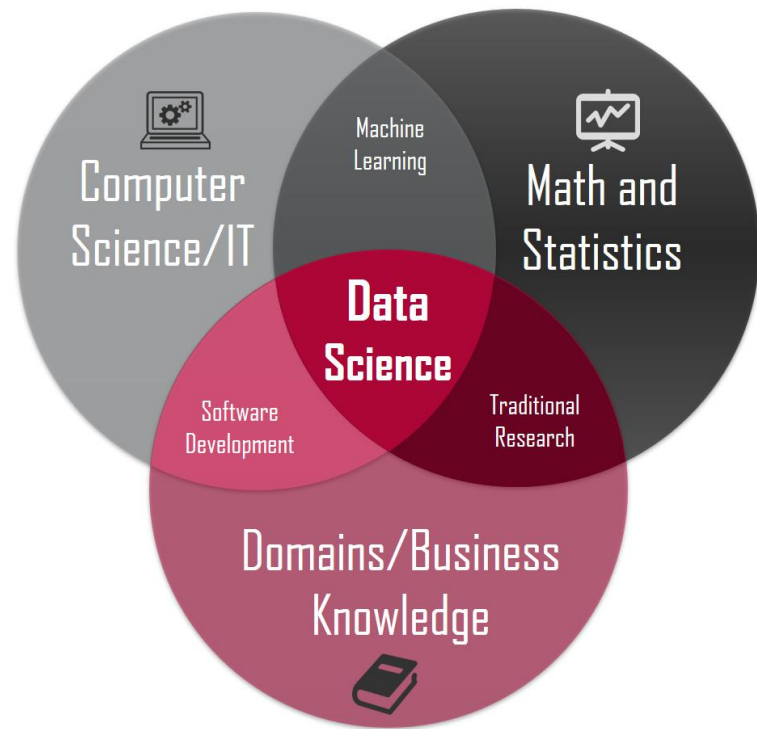 Machine
Learning
Computer
Science/IT
Math and
Statistics
Data
Science
Software
Development
Traditional
Research
Domains/Business
Knowledge